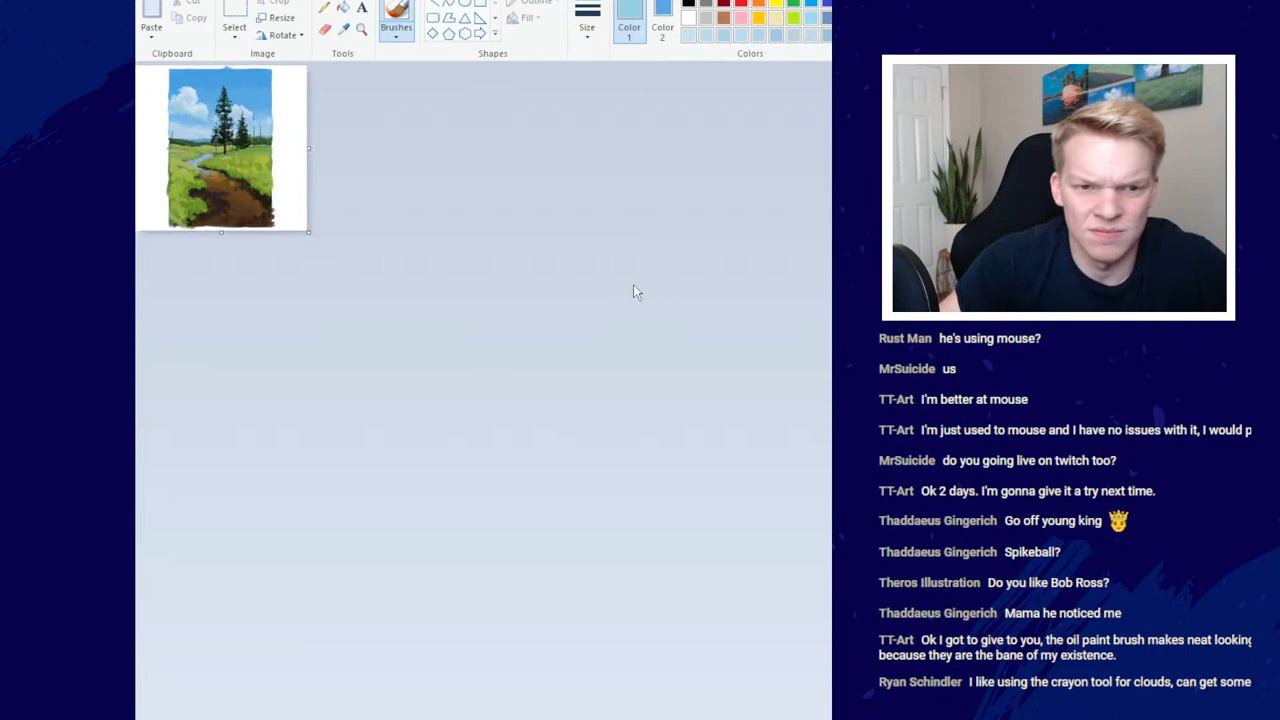 Crop
Paste
Copy
Select
Resize
Rotate
A
Brushes
Outline
Fill
Size
Color
1
Color
2
Clipboard
Image
Tools
Shapes
Colors
Rust Man he's using mouse?
MrSuicide us
TT-Art I'm better at mouse
TT-Art I'm just used to mouse and I have no issues with it, I would p
MrSuicide do you going live on twitch too?
TT-Art Ok 2 days. I'm gonna give it a try next time.
Thaddaeus Gingerich Go off young king
Thaddaeus Gingerich Spikeball?
Theros Illustration Do you like Bob Ross?
Thaddaeus Gingerich Mama he noticed me
TT-Art Ok I got to give to you, the oil paint brush makes neat looking
because they are the bane of my existence.
Ryan Schindler I like using the crayon tool for clouds, can get some